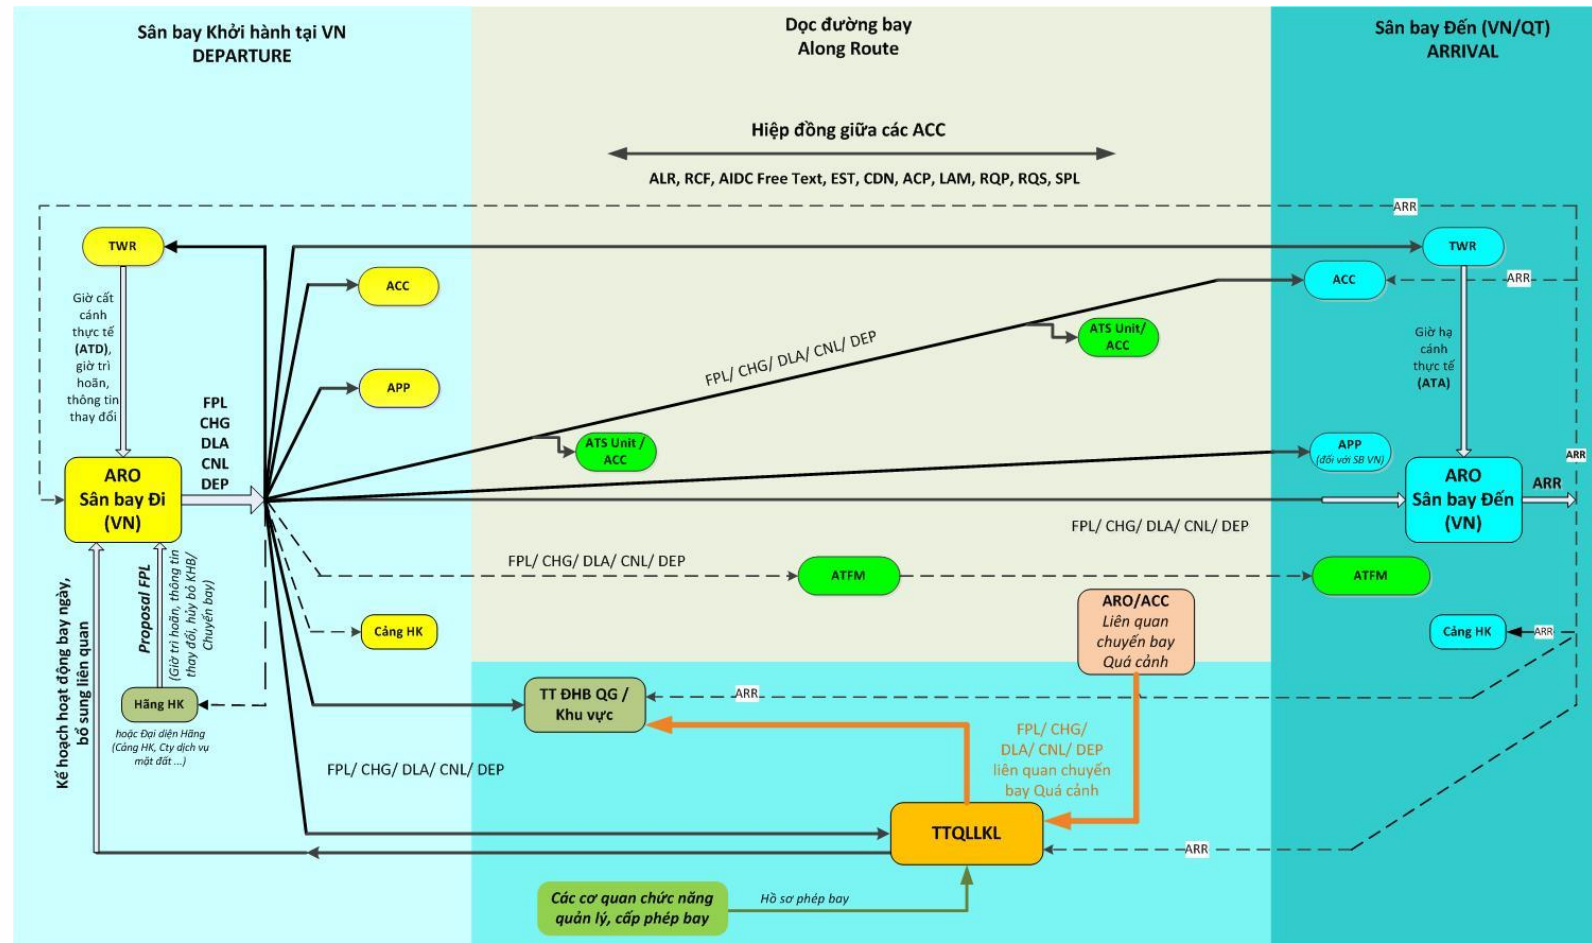 Sân bay Khởi hành tại VN
DEPARTURE
Dọc đường bay
Along Route
Sân bay Đến (VN/QT)
ARRIVAL
Hiệp đồng giữa các ACC
ALR, RCF, AIDC Free Text, EST, CDN, ACP, LAM, RQP, RQS, SPL
ARR
TWR
TWR
ACC
ACC
ARR
Giờ cất
cánh
thực tế
(ATD),
giờ trì
hoãn,
thông tin
thay đổi
ATS Unit/
ACC
Giờ hạ
cánh
thực tế
(ATA)
FPL/ CHG/ DLA/ CNL/ DEP
APP
FPL
CHG
DLA
CNL
DEP
ATS Unit /
ACC
APP
(đối với SB VN)
ARR
ARO
Sân bay Đi
(VN)
ARO
Sân bay Đến
(VN)
ARR
FPL/ CHG/ DLA/ CNL/ DEP
FPL/ CHG/ DLA/ CNL/ DEP
ATFM
ATFM
Kế hoạch hoạt động bay ngày,
bổ sung liên quan
Proposal FPL
(Giờ trì hoãn, thông tin
thay đổi, hủy bỏ KHB/
Chuyến bay)
Cảng HK
ARO/ACC
Liên quan
chuyến bay
Quá cảnh
Cảng HK
ARR
Hãng HK
hoặc Đại diện Hãng
(Cảng HK, Cty dịch vụ
mặt đất ...)
TT ĐHB QG /
Khu vực
ARR
FPL/ CHG/
DLA/ CNL/ DEP
liên quan chuyến
bay Quá cảnh
FPL/ CHG/ DLA/ CNL/ DEP
TTQLLKL
ARR
Các cơ quan chức năng
quản lý, cấp phép bay
Hồ sơ phép bay